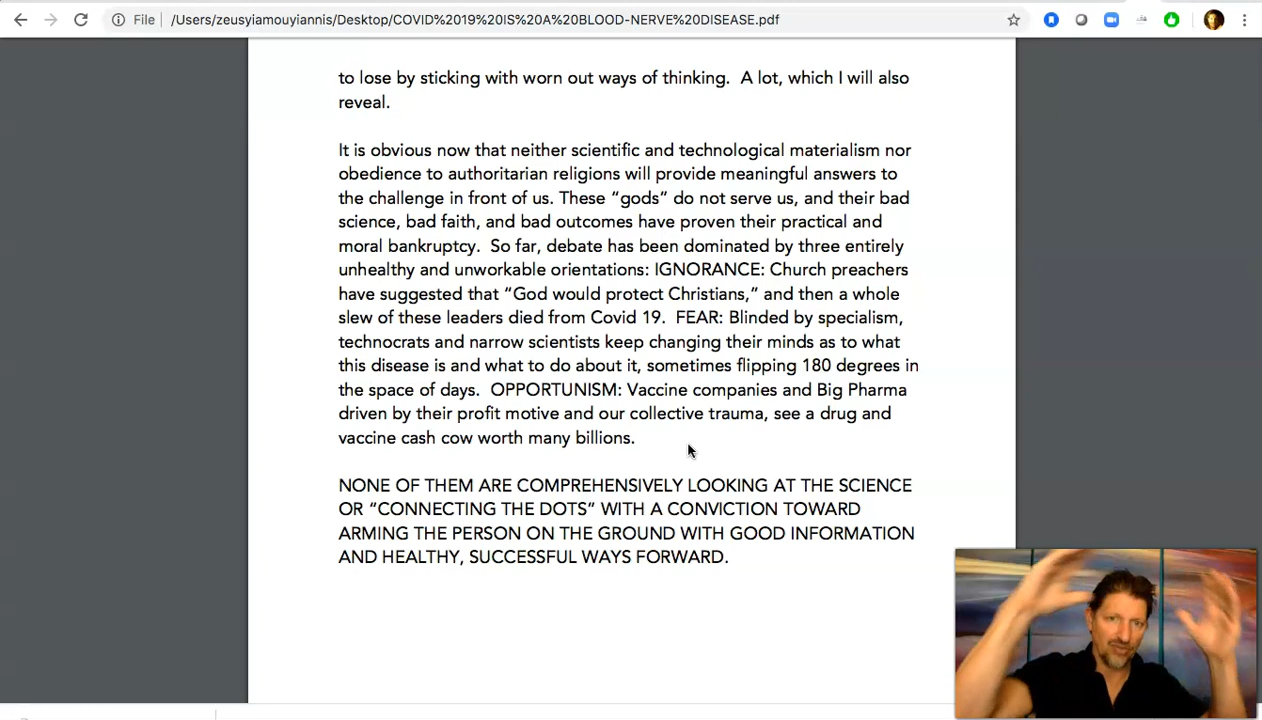 File
/Users/zeusyiamouyiannis/Desktop/COVID%2019%20IS%20A%20BLOOD-NERVE%20DISEASE.pdf
to lose by sticking with worn out ways of thinking.  A lot, which I will also
reveal.
It is obvious now that neither scientific and technological materialism nor
obedience to authoritarian religions will provide meaningful answers to
the challenge in front of us. These “gods” do not serve us, and their bad
science, bad faith, and bad outcomes have proven their practical and
moral bankruptcy.  So far, debate has been dominated by three entirely
unhealthy and unworkable orientations: IGNORANCE: Church preachers
have suggested that “God would protect Christians,” and then a whole
slew of these leaders died from Covid 19.  FEAR: Blinded by specialism,
technocrats and narrow scientists keep changing their minds as to what
this disease is and what to do about it, sometimes flipping 180 degrees in
the space of days.  OPPORTUNISM: Vaccine companies and Big Pharma
driven by their profit motive and our collective trauma, see a drug and
vaccine cash cow worth many billions.
NONE OF THEM ARE COMPREHENSIVELY LOOKING AT THE SCIENCE
OR “CONNECTING THE DOTS” WITH A CONVICTION TOWARD
ARMING THE PERSON ON THE GROUND WITH GOOD INFORMATION
AND HEALTHY, SUCCESSFUL WAYS FORWARD.